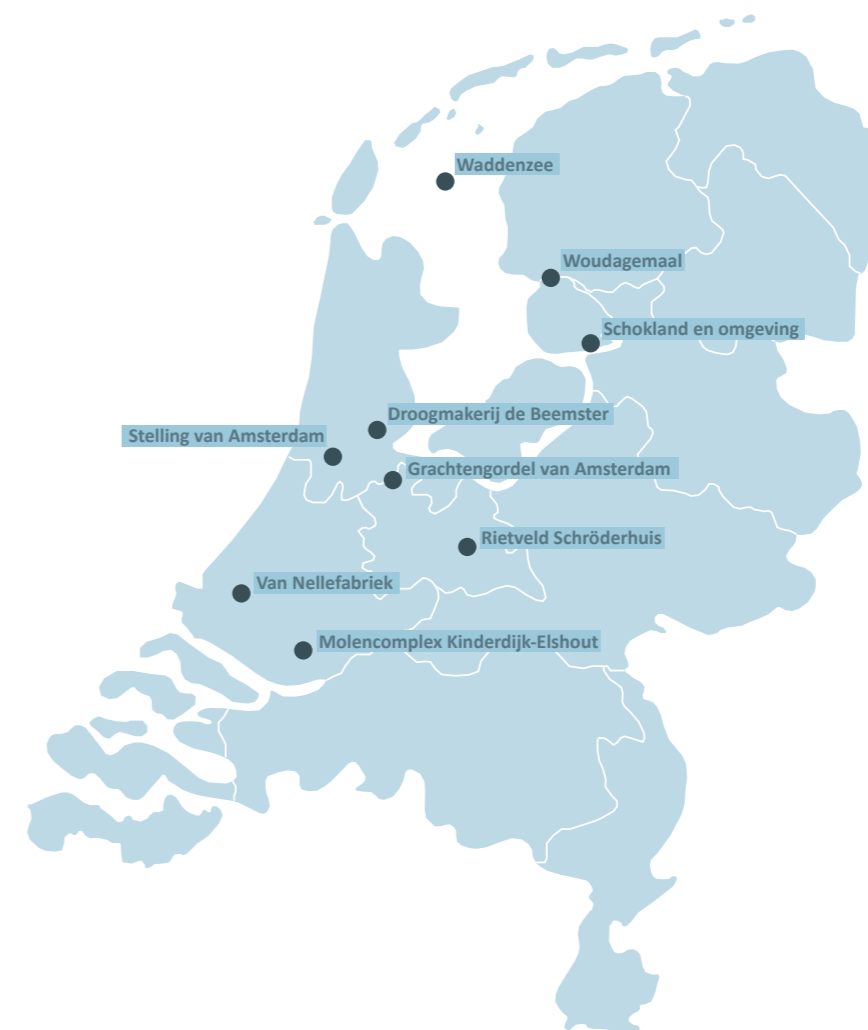 Waddenzee
Woudagemaal
Schokland en omgeving
Droogmakerij de Beemster
Stelling van Amsterdam
Grachtengordel van Amsterdam
Rietveld Schröderhuis
Van Nellefabriek
Molencomplex Kinderdijk-Elshout